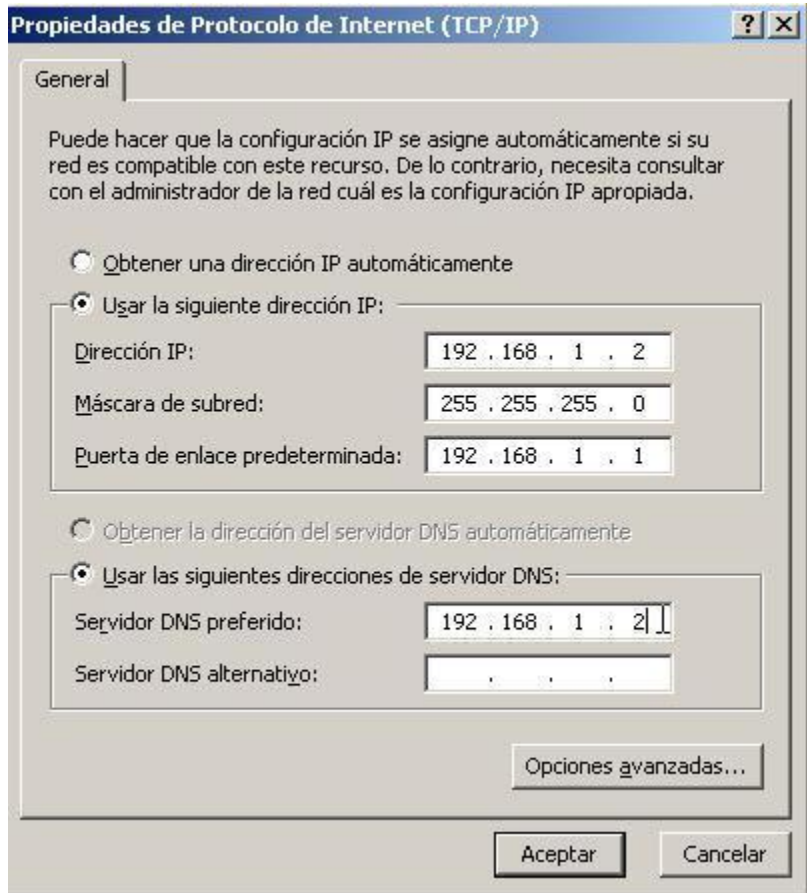 Propiedades de Protocolo de Internet (TCP/IP)
General
Puede hacer que la configuración IP se asigne automáticamente si su
red es compatible con este recurso. De lo contrario, necesita consultar
con el administrador de la red cuál es la configuración IP apropiada.
Obtener una dirección IP automáticamente
Usar la siguiente dirección IP:
Dirección IP: 192 . 168 . 1 . 2
Máscara de subred: 255 . 255 . 255 . 0
Puerta de enlace predeterminada: 192 . 168 . 1 . 1
Obtener la dirección del servidor DNS automáticamente
Usar las siguientes direcciones de servidor DNS:
Servidor DNS preferido: 192 . 168 . 1 . 2
Servidor DNS alternativo: . . .
Opciones avanzadas...
Aceptar Cancelar